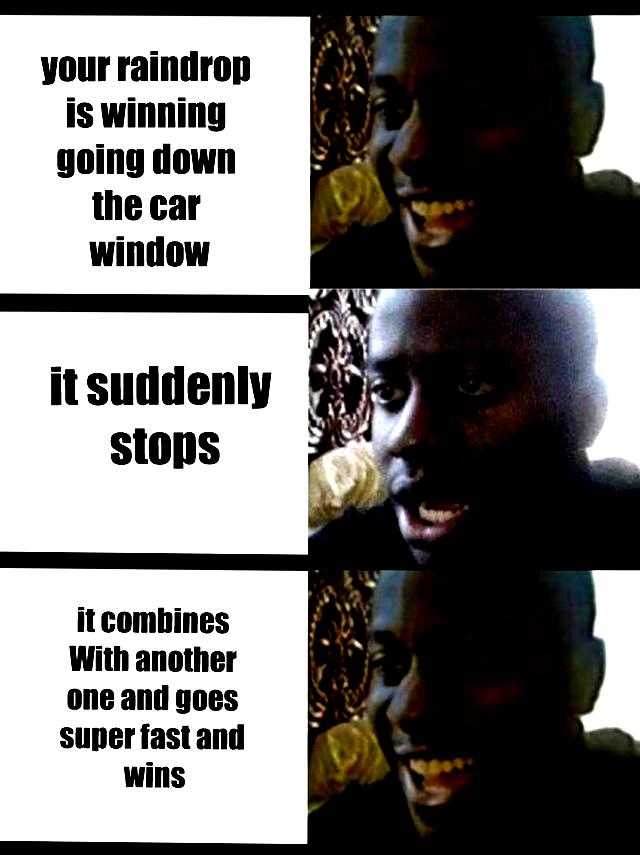 your raindrop
is winning
going down
the car
window
it suddenly
stops
it combines
With another
one and goes
super fast and
wins